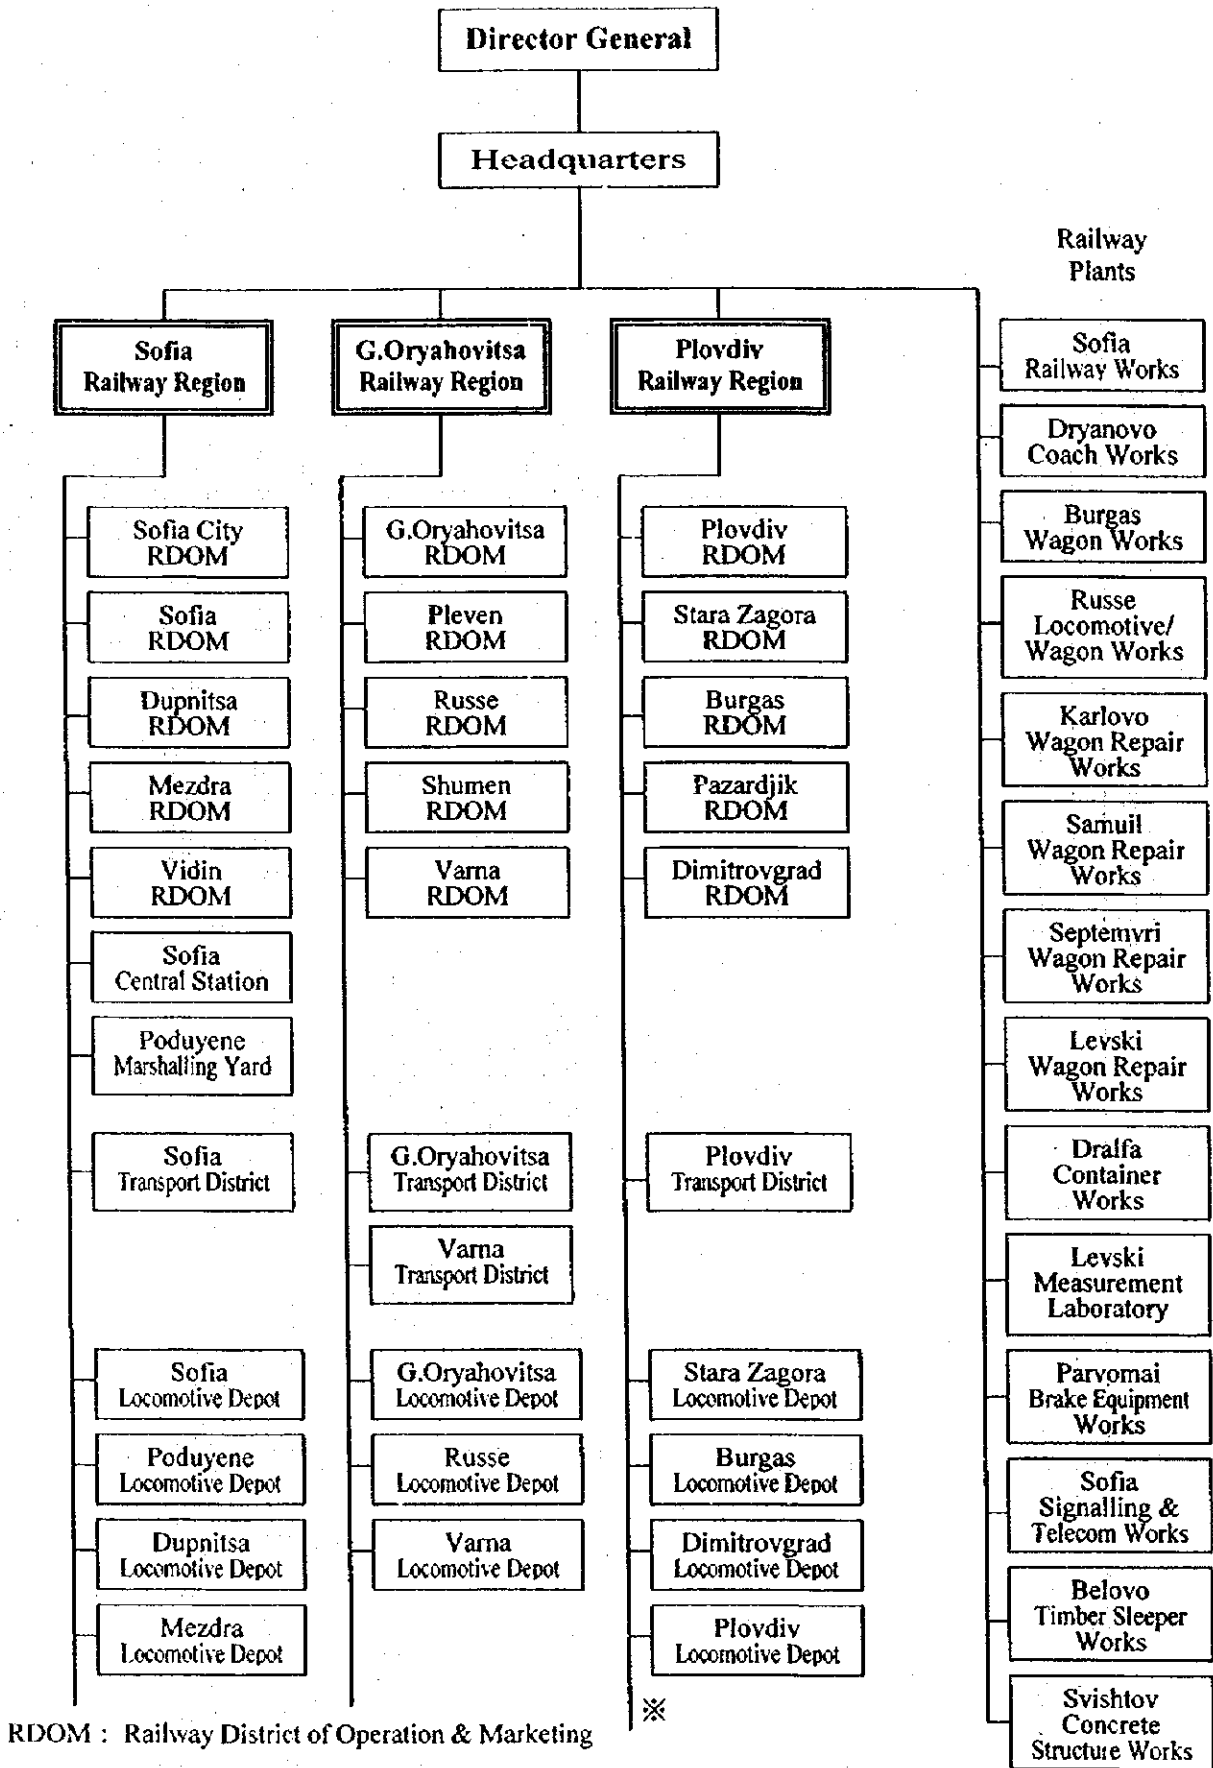 Director General
Headquarters
Railway
Plants
Sofia
Railway Region
G.Oryahovitsa
Railway Region
Plovdiv
Railway Region
Sofia City
RDOM
Sofia
RDOM
Dupnitsa
RDOM
Mezdra
RDOM
Vidin
RDOM
Sofia
Central Station
Poduyene
Marshalling Yard
Sofia
Transport District
Sofia
Locomotive Depot
Poduyene
Locomotive Depot
Dupnitsa
Locomotive Depot
Mezdra
Locomotive Depot
G.Oryahovitsa
RDOM
Pleven
RDOM
Russe
RDOM
Shumen
RDOM
Varna
RDOM
G.Oryahovitsa
Transport District
Varna
Transport District
G.Oryahovitsa
Locomotive Depot
Russe
Locomotive Depot
Varna
Locomotive Depot
Plovdiv
RDOM
Stara Zagora
RDOM
Burgas
RDOM
Pazardjik
RDOM
Dimitrovgrad
RDOM
Plovdiv
Transport District
Stara Zagora
Locomotive Depot
Burgas
Locomotive Depot
Dimitrovgrad
Locomotive Depot
Plovdiv
Locomotive Depot
※
Sofia
Railway Works
Dryanovo
Coach Works
Burgas
Wagon Works
Russe
Locomotive/
Wagon Works
Karlovo
Wagon Repair
Works
Samuil
Wagon Repair
Works
Septemvri
Wagon Repair
Works
Levski
Wagon Repair
Works
Dralfa
Container
Works
Levski
Measurement
Laboratory
Parvomai
Brake Equipment
Works
Sofia
Signalling &
Telecom Works
Belovo
Timber Sleeper
Works
Svishtov
Concrete
Structure Works
RDOM : Railway District of Operation & Marketing